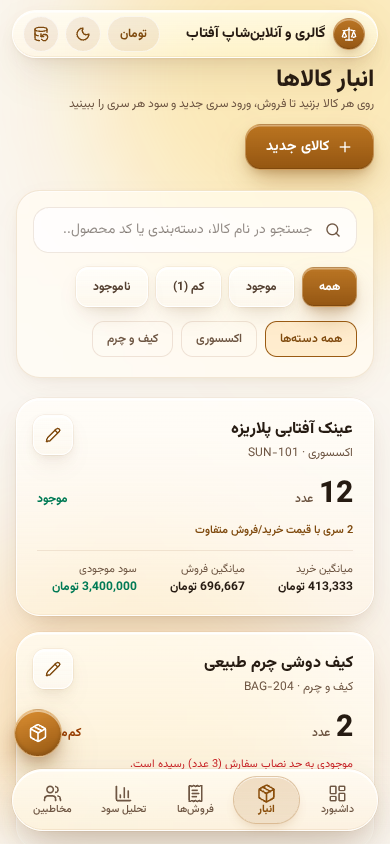 گالری و آنلاین‌شاپ آفتاب
تومان
انبار کالاها
روی هر کالا بزنید تا فروش، ورود سری جدید و سود هر سری را ببینید
کالای جدید
جستجو در نام کالا، دسته‌بندی یا کد محصول..
همه
موجود
کم (1)
ناموجود
همه دسته‌ها
اکسسوری
کیف و چرم
عینک آفتابی پلاریزه
اکسسوری · SUN-101
12 عدد
موجود
2 سری با قیمت خرید/فروش متفاوت
میانگین خرید
میانگین فروش
سود موجودی
413,333 تومان
696,667 تومان
3,400,000 تومان
کیف دوشی چرم طبیعی
کیف و چرم · BAG-204
2 عدد
موجودی به حد نصاب سفارش (3 عدد) رسیده است.
داشبورد
انبار
فروش‌ها
تحلیل سود
مخاطبین